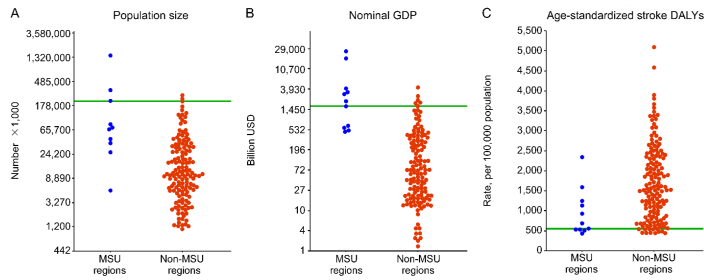 A
Population size
Number ×1,000
3,580,000
1,320,000
485,000
178,000
65,700
24,200
8,890
3,270
1,200
442
MSU
regions
Non-MSU
regions
B
Nominal GDP
Billion USD
29,000
10,700
3,930
1,450
532
196
72
27
10
4
1
MSU
regions
Non-MSU
regions
C
Age-standardized stroke DALYs
Rate, per 100,000 population
5,500
5,000
4,500
4,000
3,500
3,000
2,500
2,000
1,500
1,000
500
0
MSU
regions
Non-MSU
regions